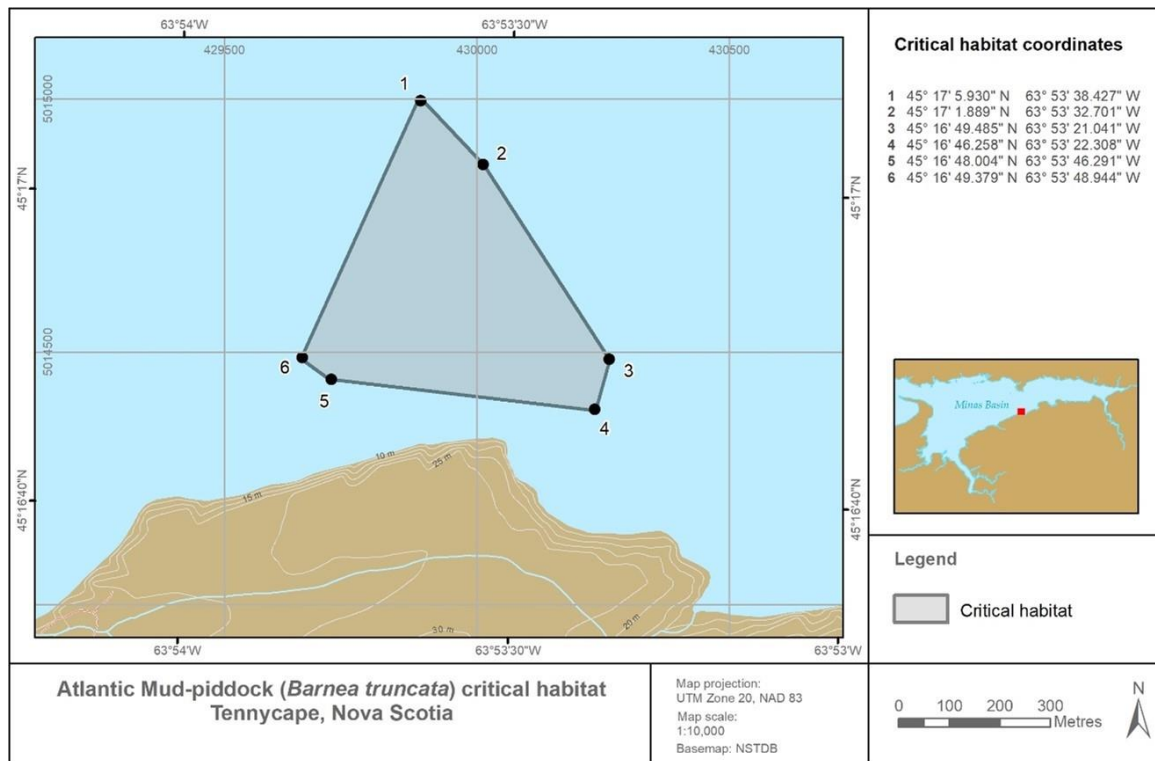 63°54'W
63°53'30"W
429500
430000
430500
5015000
45°17'N
5014500
45°16'40"N
45°17'N
45°16'40"N
1
2
3
4
5
6
10 m
25 m
15 m
30 m
20 m
63°54'W
63°53'30"W
63°53'W
Critical habitat coordinates
1 45° 17' 5.930" N 63° 53' 38.427" W
2 45° 17' 1.889" N 63° 53' 32.701" W
3 45° 16' 49.485" N 63° 53' 21.041" W
4 45° 16' 46.258" N 63° 53' 22.308" W
5 45° 16' 48.004" N 63° 53' 46.291" W
6 45° 16' 49.379" N 63° 53' 48.944" W
Minas Basin
Legend
Critical habitat
Atlantic Mud-piddock (Barnea truncata) critical habitat
Tennycape, Nova Scotia
Map projection:
UTM Zone 20, NAD 83
Map scale:
1:10,000
Basemap: NSTDB
0 100 200 300
Metres
N